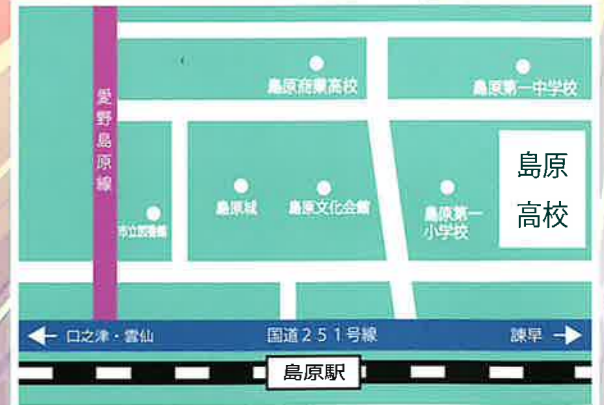 島原商業高校
島原第一中学校
愛野島原線
島原
高校
島原城
島原文化会館
島原第一
小学校
市立図書館
口之津・雲仙
国道251号線
諫早
島原駅